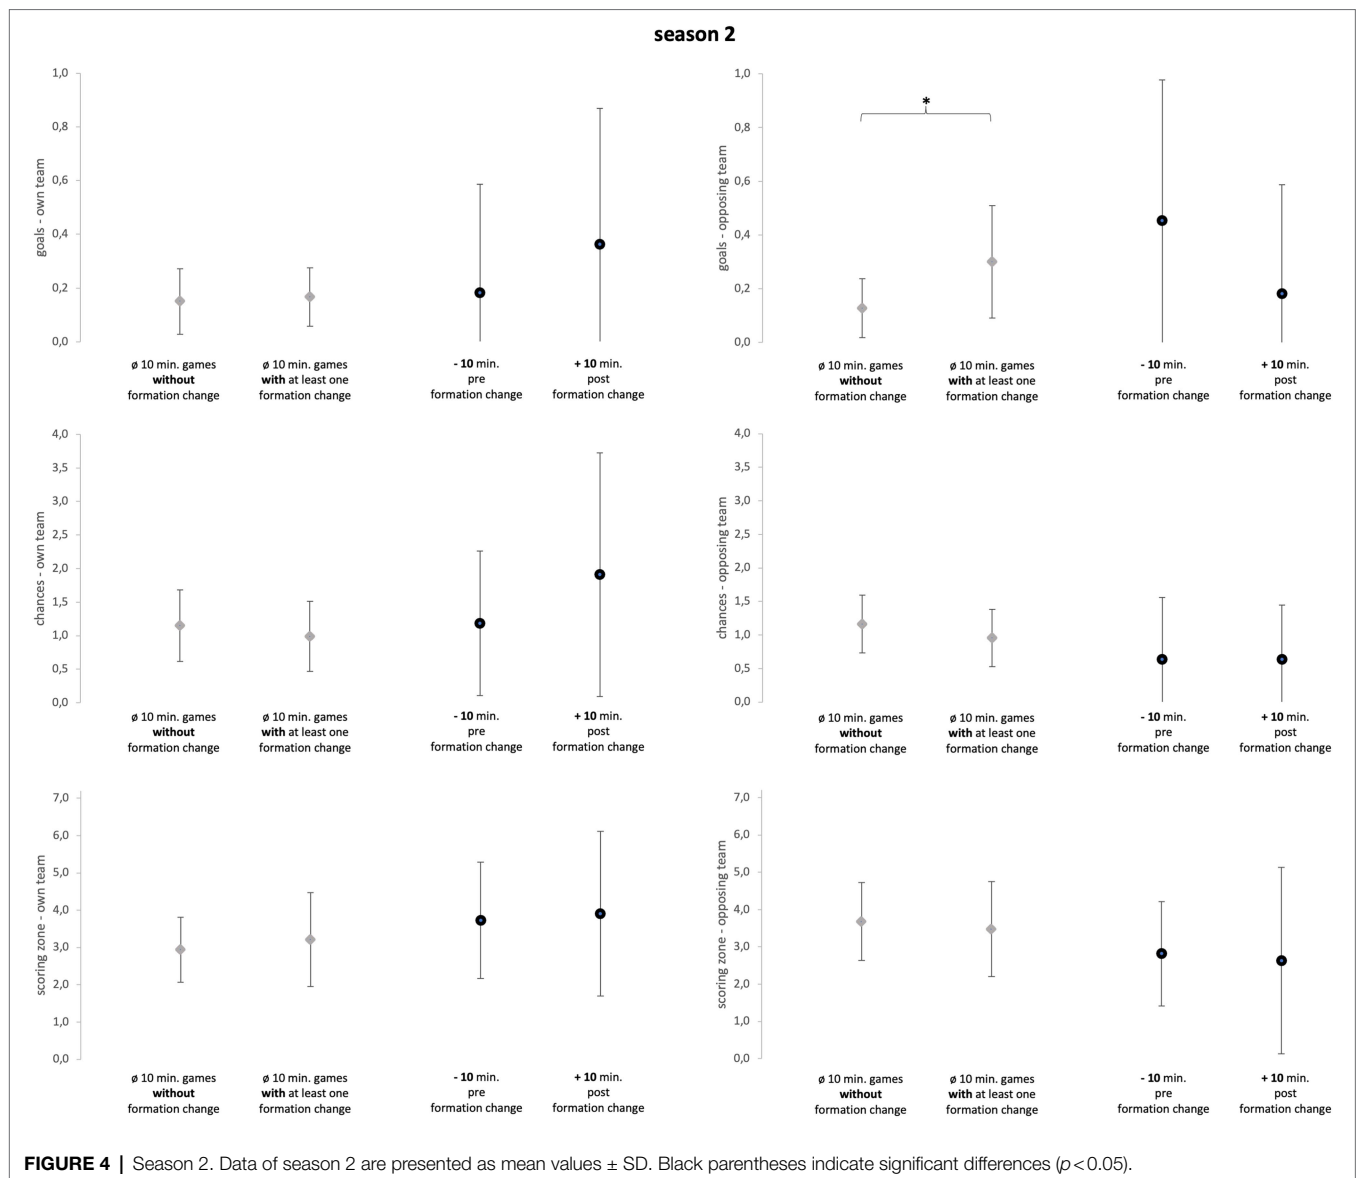 season 2
goals - own team
1,0
0,8
0,6
0,4
0,2
0,0
ø 10 min. games
without
formation change
ø 10 min. games
with at least one
formation change
- 10 min.
pre
formation change
+ 10 min.
post
formation change
goals - opposing team
1,0
0,8
0,6
0,4
0,2
0,0
*
ø 10 min. games
without
formation change
ø 10 min. games
with at least one
formation change
- 10 min.
pre
formation change
+ 10 min.
post
formation change
chances - own team
4,0
3,5
3,0
2,5
2,0
1,5
1,0
0,5
0,0
ø 10 min. games
without
formation change
ø 10 min. games
with at least one
formation change
- 10 min.
pre
formation change
+ 10 min.
post
formation change
chances - opposing team
4,0
3,5
3,0
2,5
2,0
1,5
1,0
0,5
0,0
ø 10 min. games
without
formation change
ø 10 min. games
with at least one
formation change
- 10 min.
pre
formation change
+ 10 min.
post
formation change
scoring zone - own team
7,0
6,0
5,0
4,0
3,0
2,0
1,0
0,0
ø 10 min. games
without
formation change
ø 10 min. games
with at least one
formation change
- 10 min.
pre
formation change
+ 10 min.
post
formation change
scoring zone - opposing team
7,0
6,0
5,0
4,0
3,0
2,0
1,0
0,0
ø 10 min. games
without
formation change
ø 10 min. games
with at least one
formation change
- 10 min.
pre
formation change
+ 10 min.
post
formation change
FIGURE 4 | Season 2. Data of season 2 are presented as mean values ± SD. Black parentheses indicate significant differences (p < 0.05).